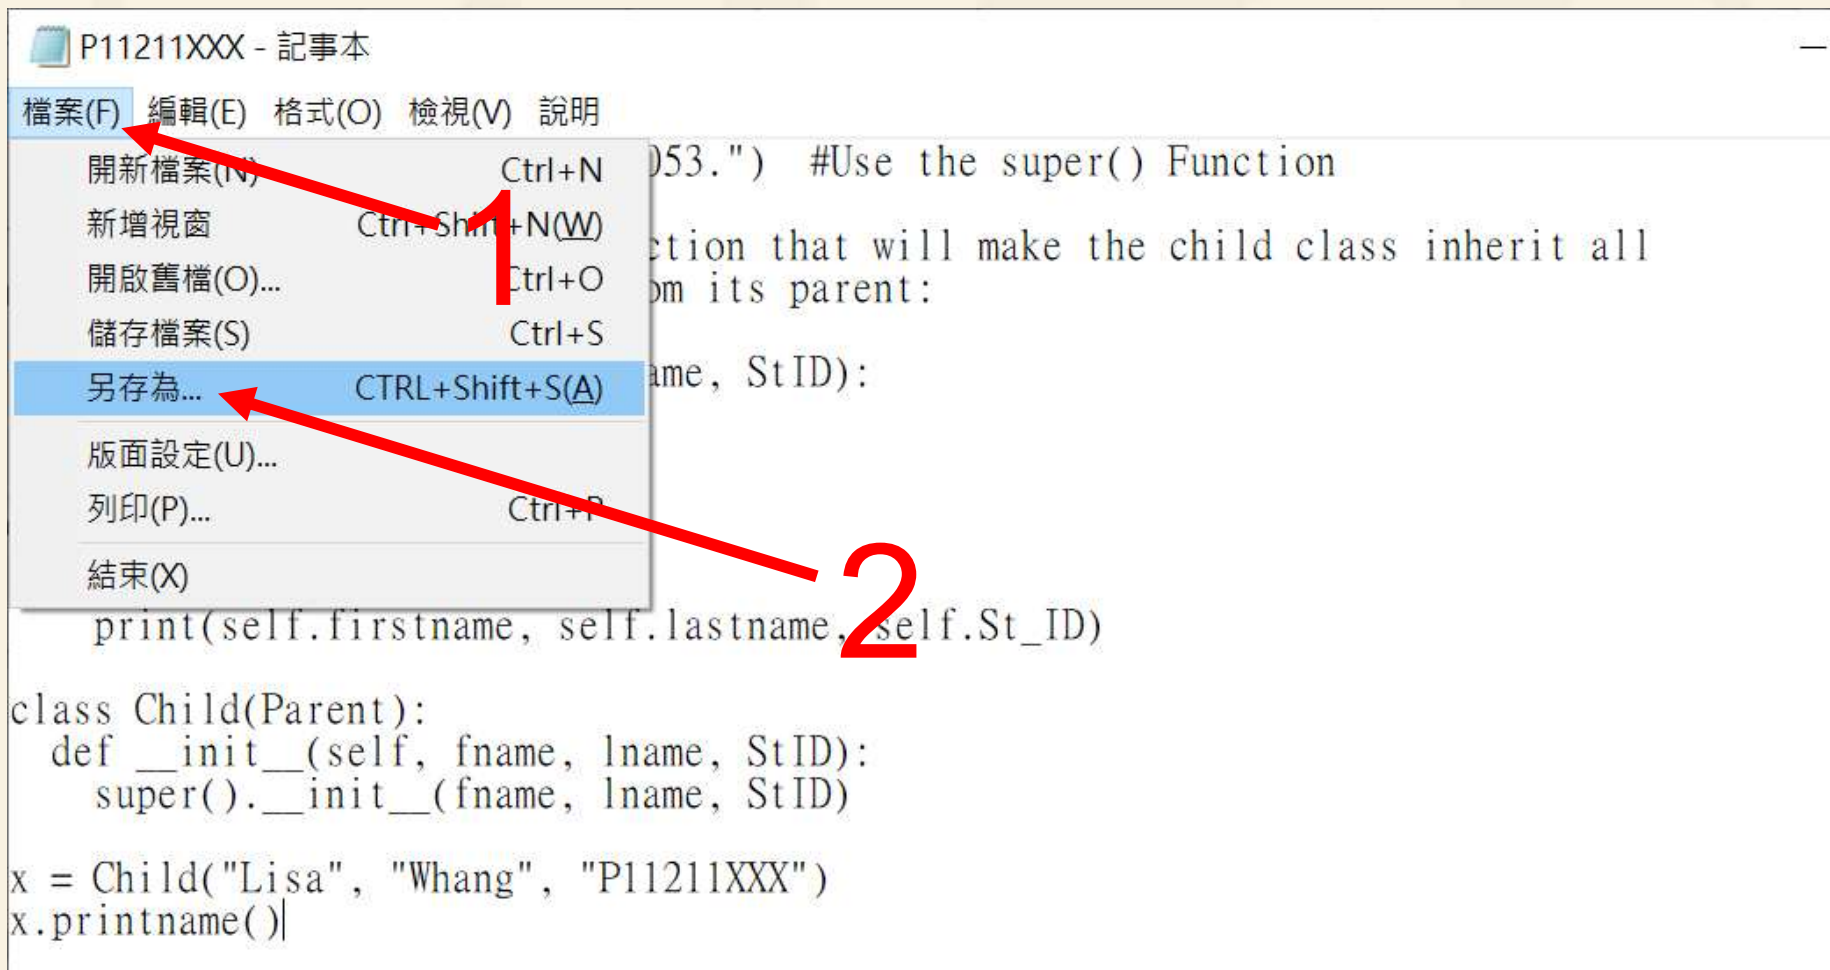 P11211XXX - 記事本
檔案(F) 編輯(E) 格式(O) 檢視(V) 說明
開新檔案(N) Ctrl+N
新增視窗 Ctrl+Shift+N(W)
開啟舊檔(O)... Ctrl+O
儲存檔案(S) Ctrl+S
另存為... CTRL+Shift+S(A)
版面設定(U)...
列印(P)... Ctrl+P
結束(X)
1
2
053.") #Use the super() Function
ction that will make the child class inherit all
om its parent:
ame, StID):
print(self.firstname, self.lastname, self.St_ID)
class Child(Parent):
def __init__(self, fname, lname, StID):
super().__init__(fname, lname, StID)
x = Child("Lisa", "Whang", "P11211XXX")
x.printname()